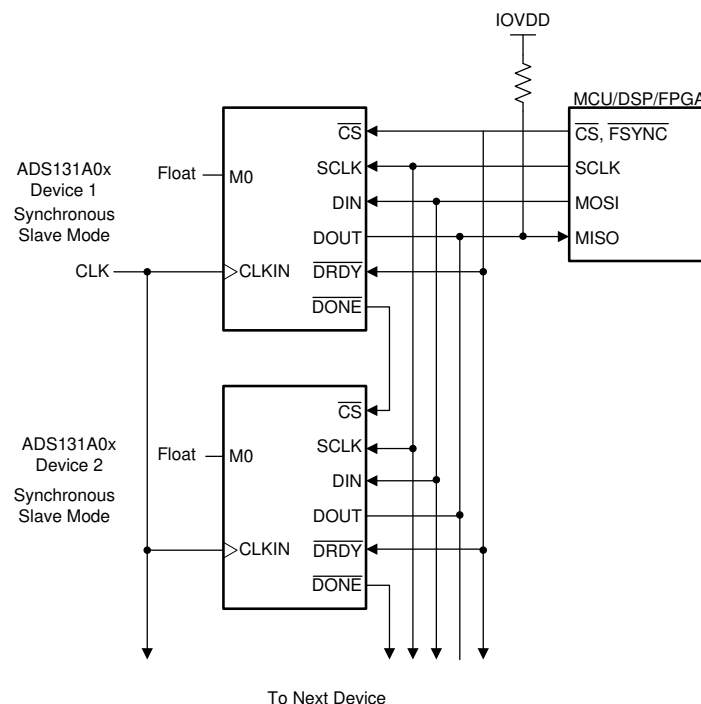 IOVDD
MCU/DSP/FPGA
CS, FSYNC
SCLK
MOSI
MISO
ADS131A0x
Device 1
Synchronous
Slave Mode
Float
M0
CLK
CLKIN
CS
SCLK
DIN
DOUT
DRDY
DONE
ADS131A0x
Device 2
Synchronous
Slave Mode
Float
M0
CLKIN
CS
SCLK
DIN
DOUT
DRDY
DONE
To Next Device